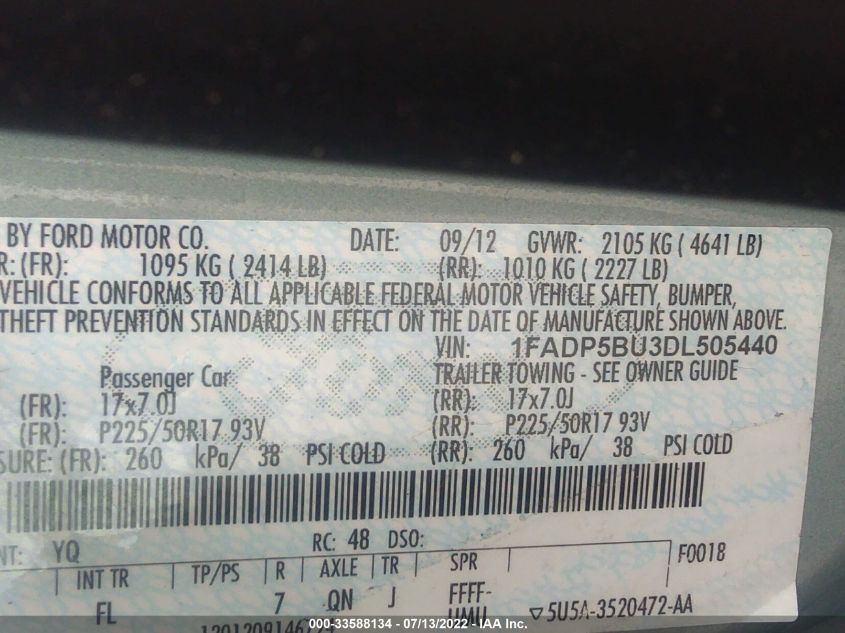 BY FORD MOTOR CO. DATE: 09/12 GVWR: 2105 KG ( 4641 LB)
R: (FR): 1095 KG ( 2414 LB) (RR): 1010 KG ( 2227 LB)
VEHICLE CONFORMS TO ALL APPLICABLE FEDERAL MOTOR VEHICLE SAFETY, BUMPER,
THEFT PREVENTION STANDARDS IN EFFECT ON THE DATE OF MANUFACTURE SHOWN ABOVE.
VIN: 1FADP5BU3DL505440
Passenger Car TRAILER TOWING - SEE OWNER GUIDE
(FR): 17x7.0J (RR): 17x7.0J
(FR): P225/50R17 93V (RR): P225/50R17 93V
SURE: (FR): 260 kPa/ 38 PSI COLD (RR): 260 kPa/ 38 PSI COLD
NT: YQ RC: 48 DSO:
F0018
INT TR TP/PS R AXLE TR SPR
FL 7 QN J FFFF-
UMU ▽5U5A-3520472-AA
000-33588134 - 07/13/2022 - IAA Inc.